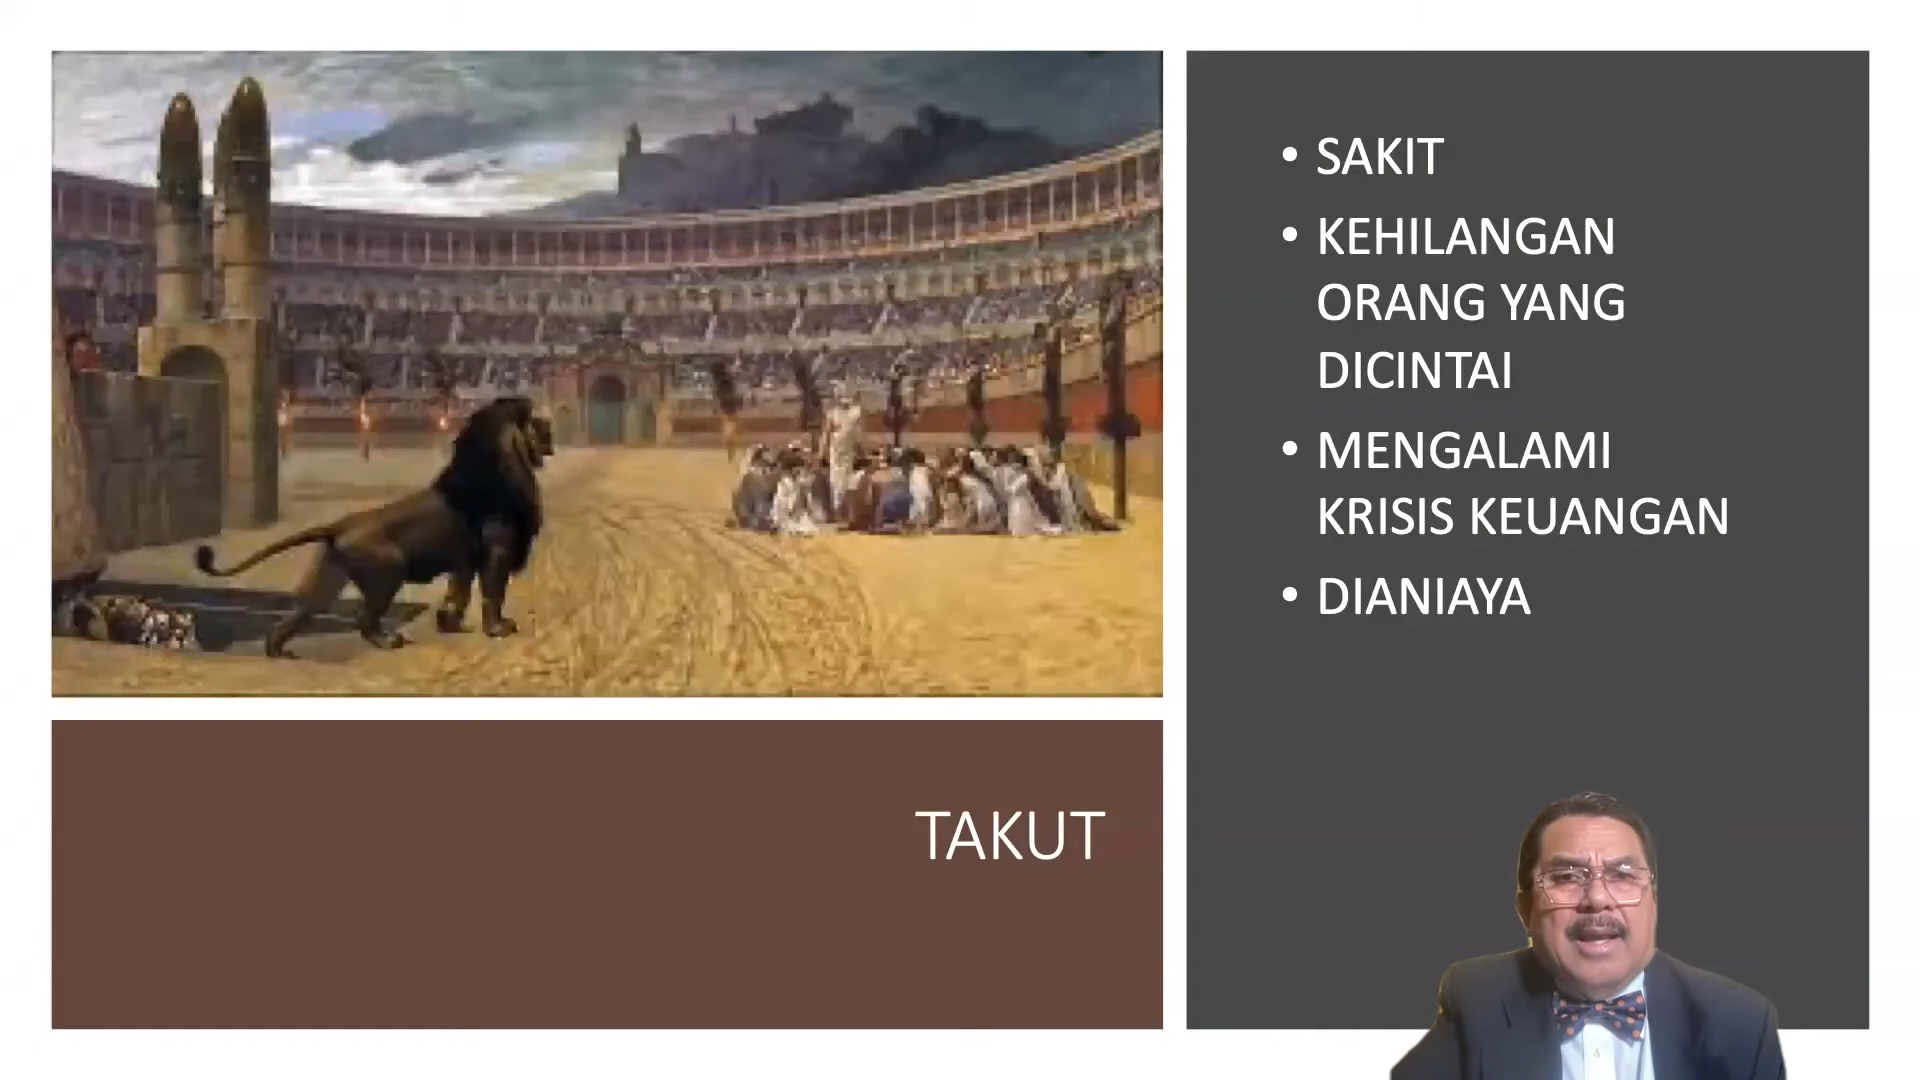 • SAKIT
• KEHILANGAN
ORANG YANG
DICINTAI
• MENGALAMI
KRISIS KEUANGAN
• DIANIAYA
TAKUT